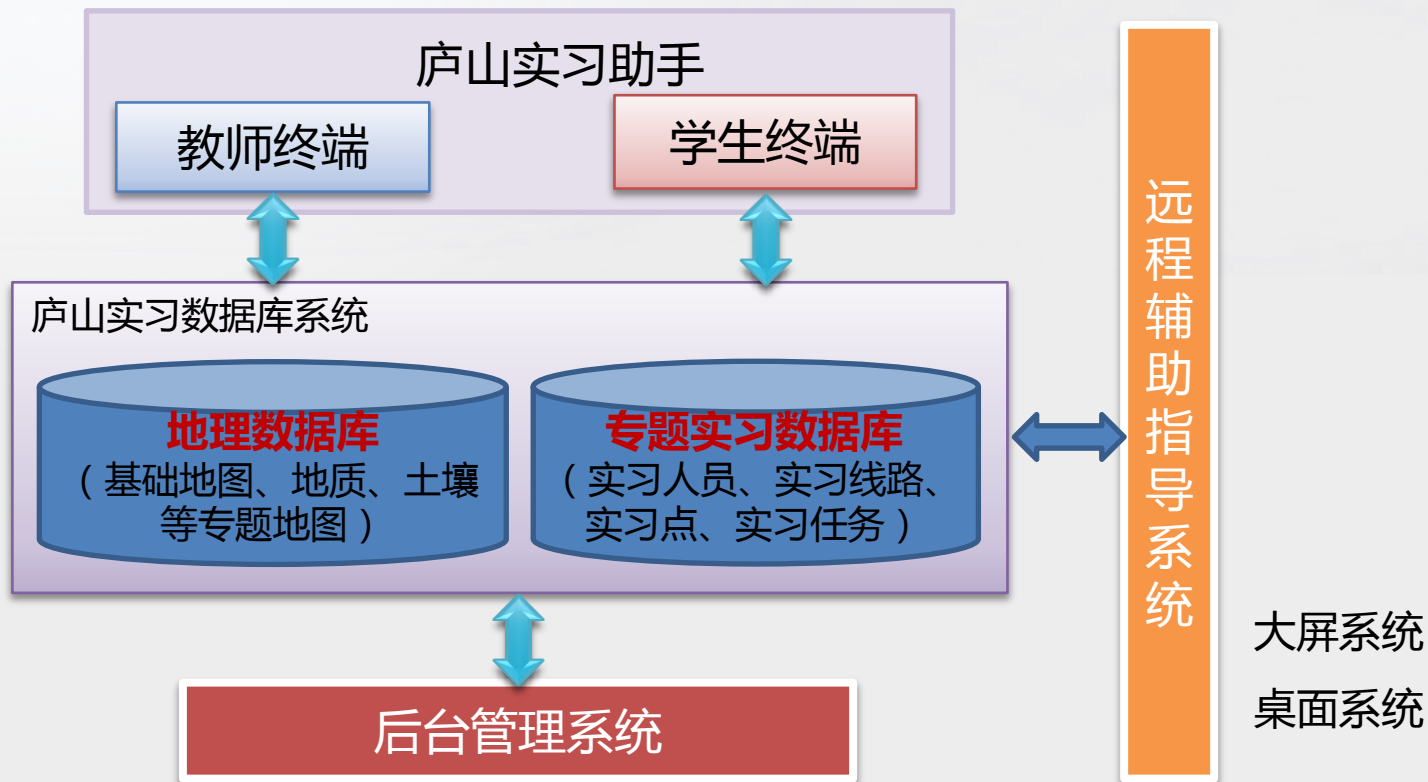 庐山实习助手
教师终端
学生终端
庐山实习数据库系统
地理数据库
（基础地图、地质、土壤
等专题地图）
专题实习数据库
（实习人员、实习线路、
实习点、实习任务）
后台管理系统
远程辅助指导系统
大屏系统
桌面系统